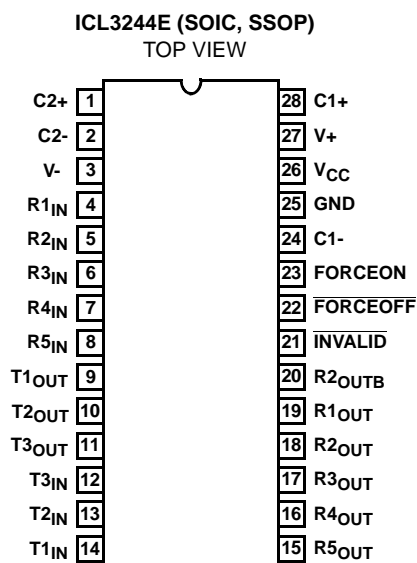 ICL3244E (SOIC, SSOP)
TOP VIEW
C2+ 1 28 C1+
C2- 2 27 V+
V- 3 26 VCC
R1IN 4 25 GND
R2IN 5 24 C1-
R3IN 6 23 FORCEON
R4IN 7 22 FORCEOFF
R5IN 8 21 INVALID
T1OUT 9 20 R2OUTB
T2OUT 10 19 R1OUT
T3OUT 11 18 R2OUT
T3IN 12 17 R3OUT
T2IN 13 16 R4OUT
T1IN 14 15 R5OUT